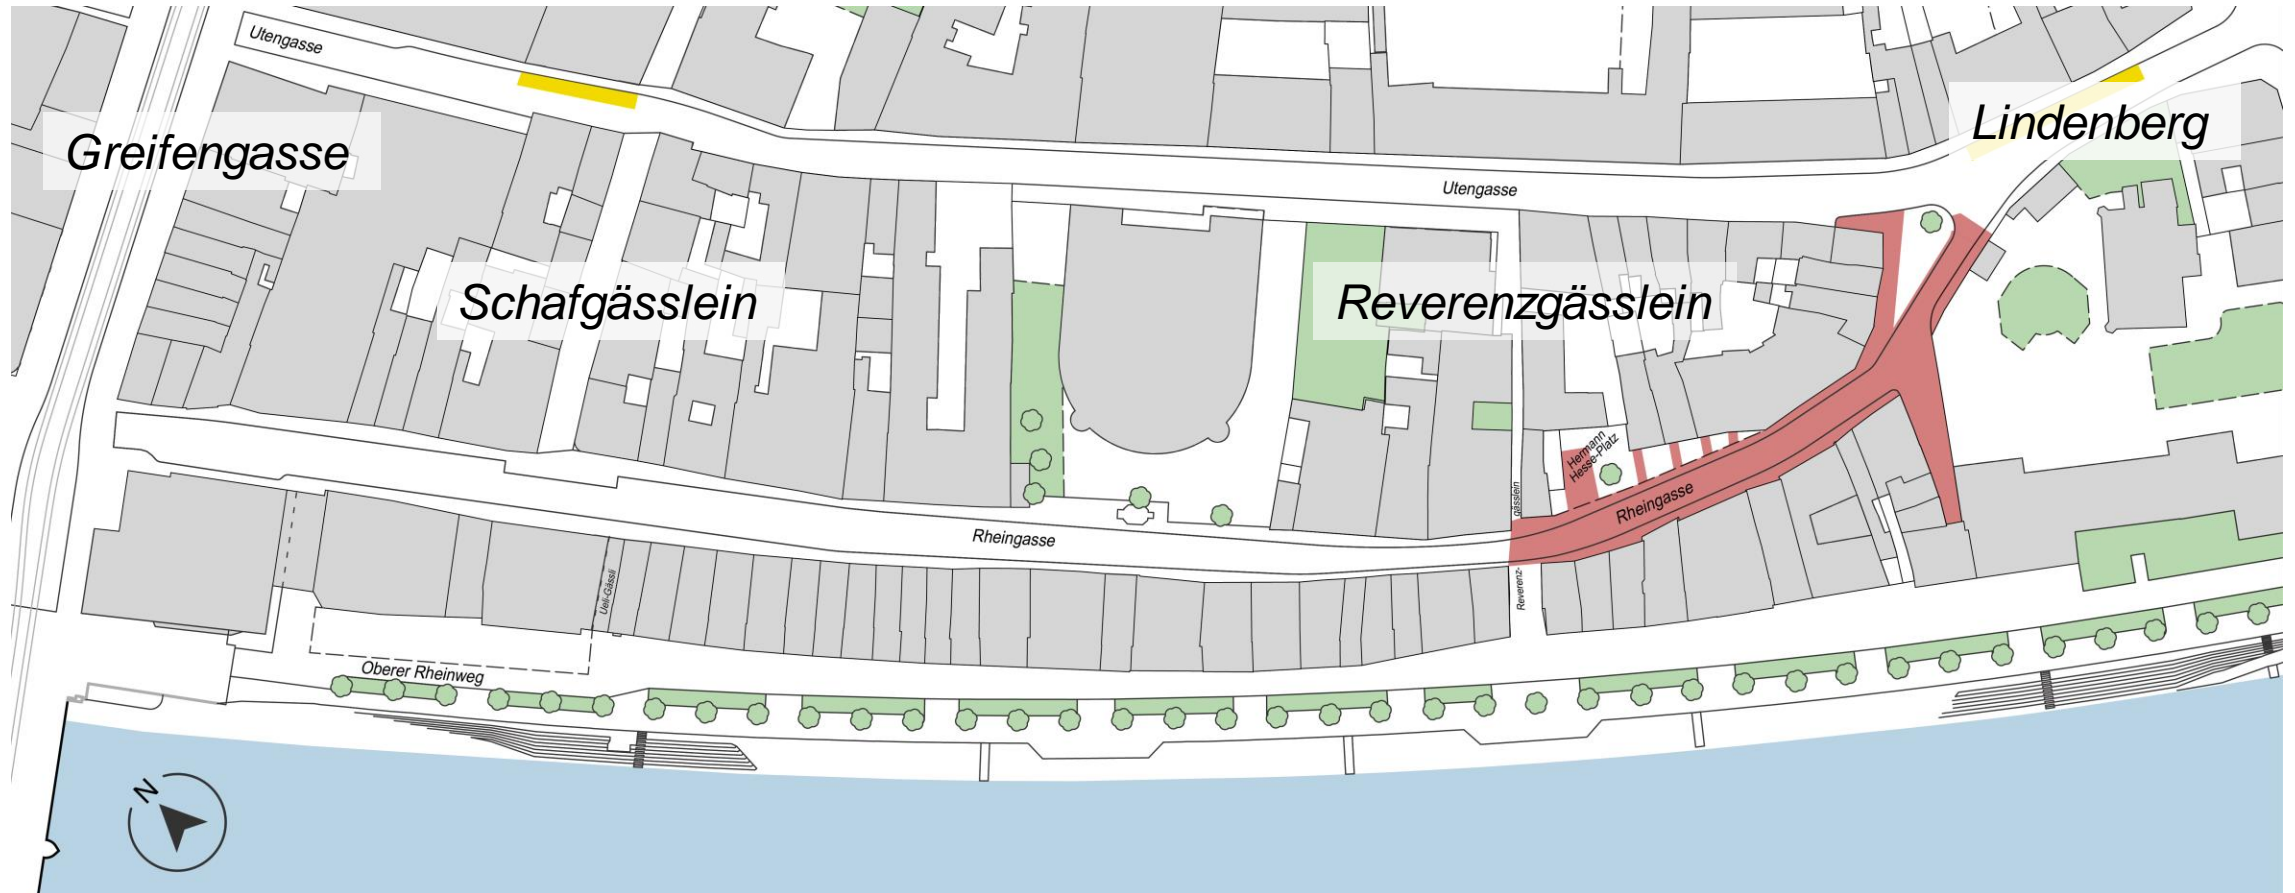 Utengasse
Greifengasse
Lindenberg
Utengasse
Schafgässlein
Reverenzgässlein
Hermann
Hesse-Platz
gässlein
Rheingasse
Rheingasse
Ueli-Gässli
Reverenz-
Oberer Rheinweg
N